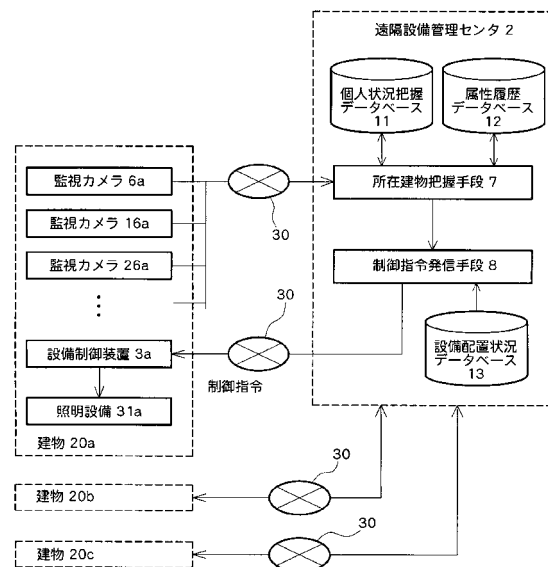 遠隔設備管理センタ 2
個人状況把握
データベース
11
属性履歴
データベース
12
監視カメラ 6a
所在建物把握手段 7
30
監視カメラ 16a
監視カメラ 26a
制御指令発信手段 8
30
設備制御装置 3a
制御指令
設備配置状況
データベース
13
照明設備 31a
建物 20a
30
建物 20b
30
建物 20c